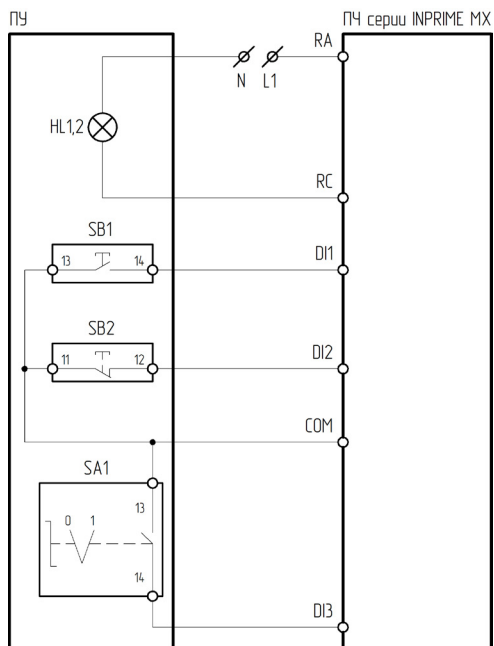 ПУ
ПЧ серии INPRIME MX
RA
N L1
HL1,2
RC
SB1
13 14
DI1
SB2
11 12
DI2
COM
SA1
13
0 1
14
DI3